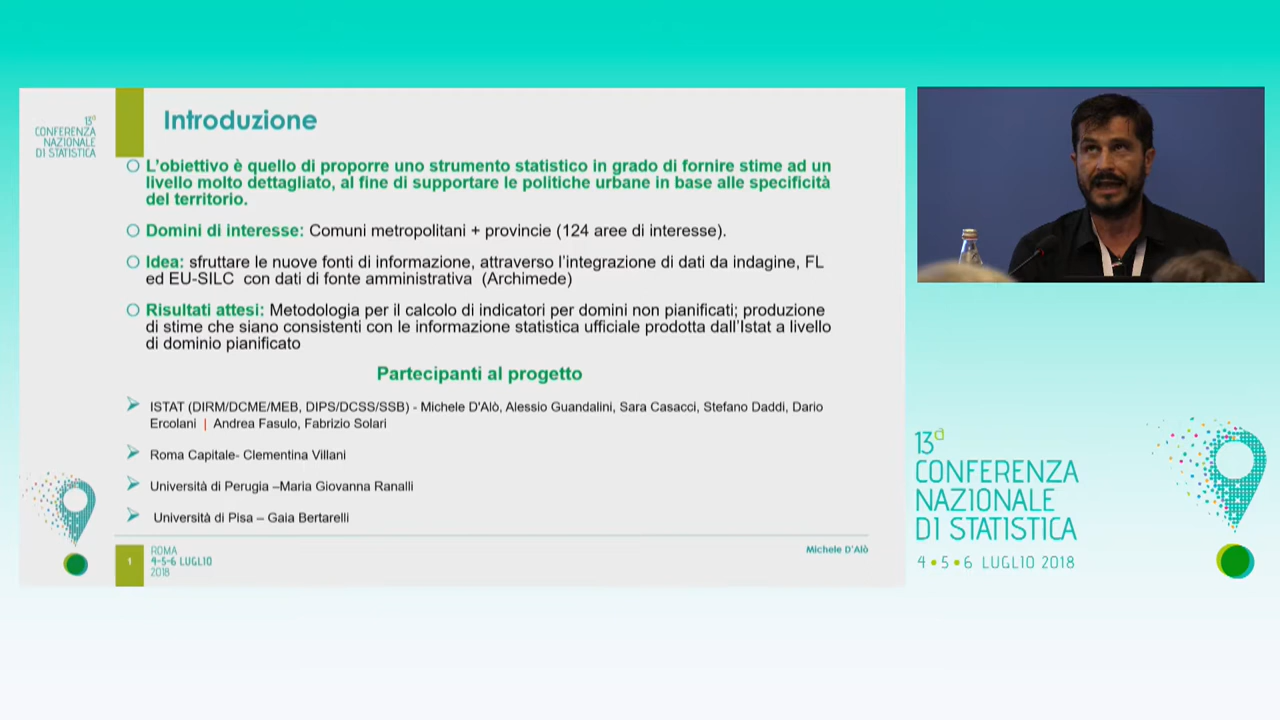 13a
CONFERENZA
NAZIONALE
DI STATISTICA
Introduzione
L'obiettivo è quello di proporre uno strumento statistico in grado di fornire stime ad un
livello molto dettagliato, al fine di supportare le politiche urbane in base alle specificità
del territorio.
Domini di interesse: Comuni metropolitani + provincie (124 aree di interesse).
Idea: sfruttare le nuove fonti di informazione, attraverso l'integrazione di dati da indagine, FL
ed EU-SILC con dati di fonte amministrativa (Archimede)
Risultati attesi: Metodologia per il calcolo di indicatori per domini non pianificati; produzione
di stime che siano consistenti con le informazione statistica ufficiale prodotta dall'Istat a livello
di dominio pianificato
Partecipanti al progetto
ISTAT (DIRM/DCME/MEB, DIPS/DCSS/SSB) - Michele D'Alò, Alessio Guandalini, Sara Casacci, Stefano Daddi, Dario
Ercolani | Andrea Fasulo, Fabrizio Solari
Roma Capitale- Clementina Villani
Università di Perugia –Maria Giovanna Ranalli
Università di Pisa – Gaia Bertarelli
1
ROMA
4-5-6 LUGLIO
2018
Michele D'Alò
13a
CONFERENZA
NAZIONALE
DI STATISTICA
4•5•6 LUGLIO 2018